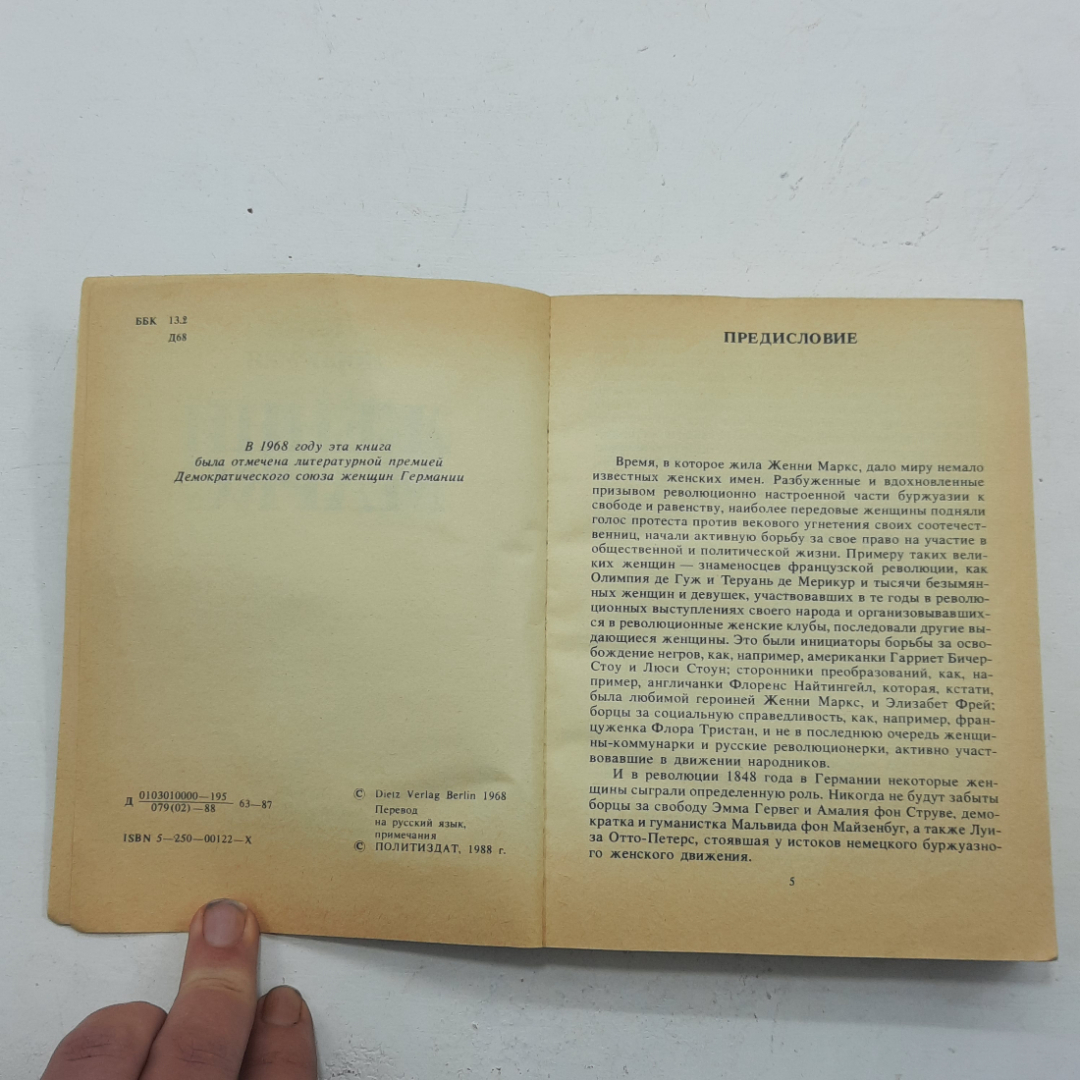 ББК 13.2
Д68
В 1968 году эта книга
была отмечена литературной премией
Демократического союза женщин Германии
Д 0103010000—195
079(02)—88
63—87
ISBN 5—250—00122—X
© Dietz Verlag Berlin 1968
Перевод
на русский язык,
примечания
© ПОЛИТИЗДАТ, 1988 г.
ПРЕДИСЛОВИЕ
Время, в которое жила Женни Маркс, дало миру немало
известных женских имен. Разбуженные и вдохновленные
призывом революционно настроенной части буржуазии к
свободе и равенству, наиболее передовые женщины подняли
голос протеста против векового угнетения своих соотечест-
венниц, начали активную борьбу за свое право на участие в
общественной и политической жизни. Примеру таких вели-
ких женщин — знаменосцев французской революции, как
Олимпия де Гуж и Теруань де Мерикур и тысячи безымян-
ных женщин и девушек, участвовавших в те годы в револю-
ционных выступлениях своего народа и организовывавших-
ся в революционные женские клубы, последовали другие вы-
дающиеся женщины. Это были инициаторы борьбы за осво-
бождение негров, как, например, американки Гарриет Бичер-
Стоу и Люси Стоун; сторонники преобразований, как, на-
пример, англичанки Флоренс Найтингейл, которая, кстати,
была любимой героиней Женни Маркс, и Элизабет Фрей;
борцы за социальную справедливость, как, например, фран-
цуженка Флора Тристан, и не в последнюю очередь женщи-
ны-коммунарки и русские революционерки, активно участ-
вовавшие в движении народников.
И в революции 1848 года в Германии некоторые жен-
щины сыграли определенную роль. Никогда не будут забыты
борцы за свободу Эмма Гервег и Амалия фон Струве, демо-
кратка и гуманистка Мальвида фон Майзенбуг, а также Луи-
за Отто-Петерс, стоявшая у истоков немецкого буржуазно-
го женского движения.
5